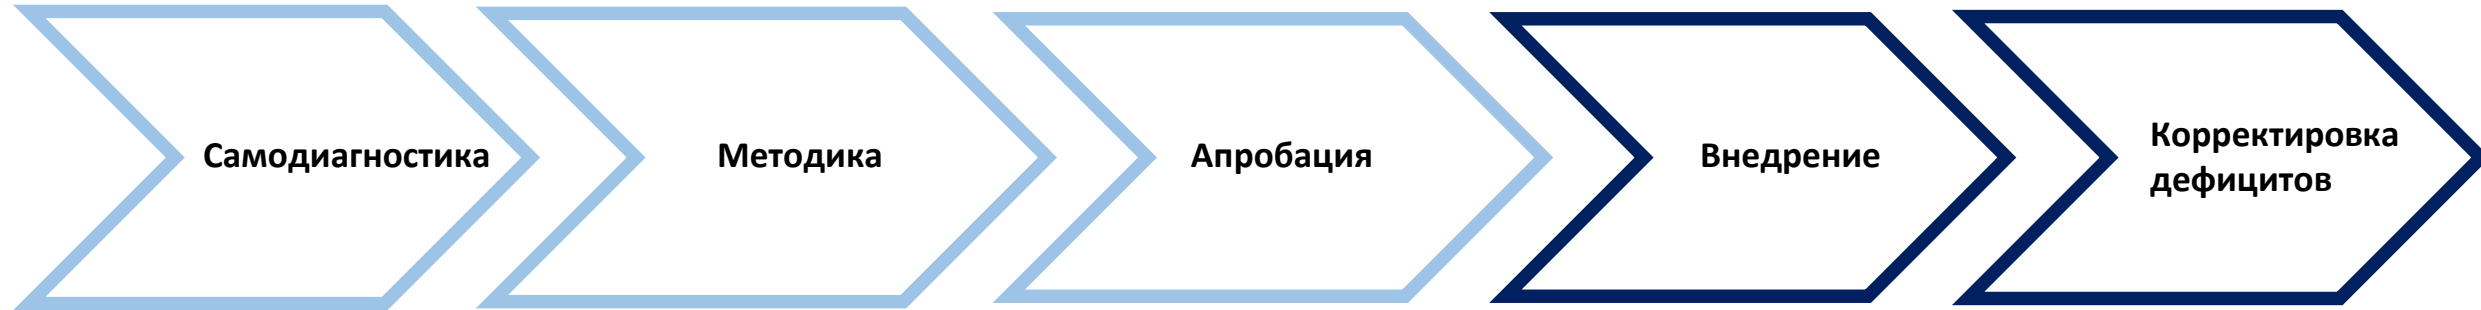 Самодиагностика
Методика
Апробация
Внедрение
Корректировка
дефицитов